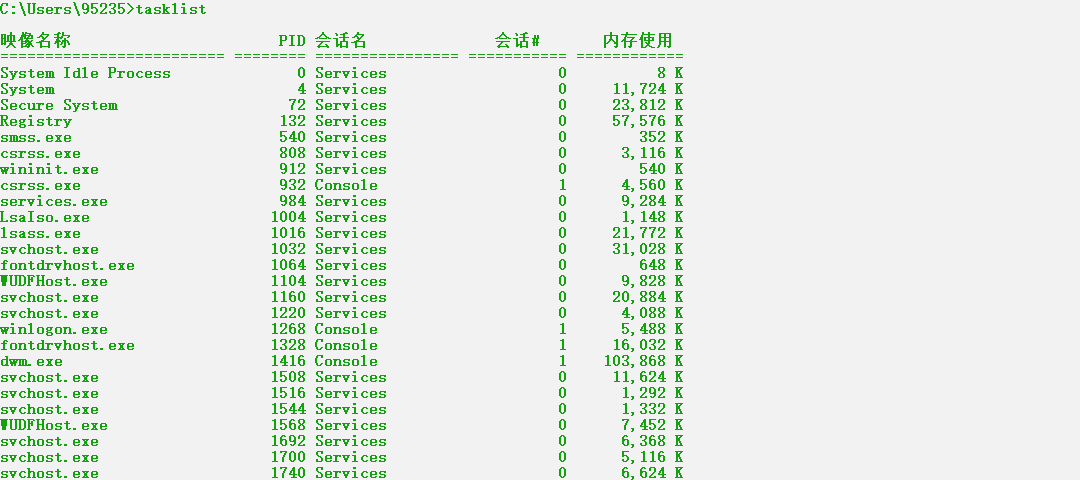 C:\Users\95235>tasklist
映像名称                       PID 会话名              会话#       内存使用
========================= ======== ================ =========== ============
System Idle Process              0 Services                   0          8 K
System                           4 Services                   0     11,724 K
Secure System                   72 Services                   0     23,812 K
Registry                       132 Services                   0     57,576 K
smss.exe                       540 Services                   0        352 K
csrss.exe                      808 Services                   0      3,116 K
wininit.exe                    912 Services                   0        540 K
csrss.exe                      932 Console                    1      4,560 K
services.exe                   984 Services                   0      9,284 K
LsaIso.exe                    1004 Services                   0      1,148 K
lsass.exe                     1016 Services                   0     21,772 K
svchost.exe                   1032 Services                   0     31,028 K
fontdrvhost.exe               1064 Services                   0        648 K
WUDFHost.exe                  1104 Services                   0      9,828 K
svchost.exe                   1160 Services                   0     20,884 K
svchost.exe                   1220 Services                   0      4,088 K
winlogon.exe                  1268 Console                    1      5,488 K
fontdrvhost.exe               1328 Console                    1     16,032 K
dwm.exe                       1416 Console                    1    103,868 K
svchost.exe                   1508 Services                   0     11,624 K
svchost.exe                   1516 Services                   0      1,292 K
svchost.exe                   1544 Services                   0      1,332 K
WUDFHost.exe                  1568 Services                   0      7,452 K
svchost.exe                   1692 Services                   0      6,368 K
svchost.exe                   1700 Services                   0      5,116 K
svchost.exe                   1740 Services                   0      6,624 K